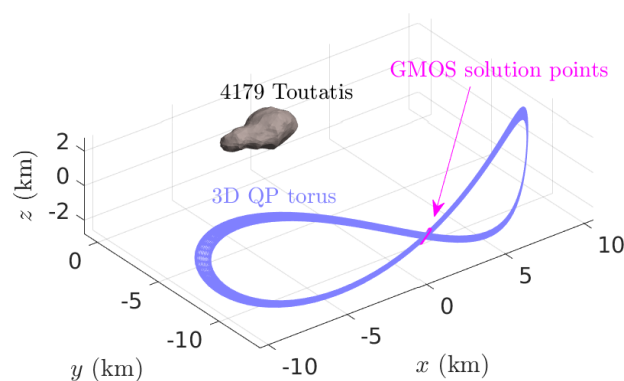 GMOS solution points
4179 Toutatis
3D QP torus
2
0
-2
z (km)
0
-5
-10
y (km)
-10
-5
0
5
10
x (km)